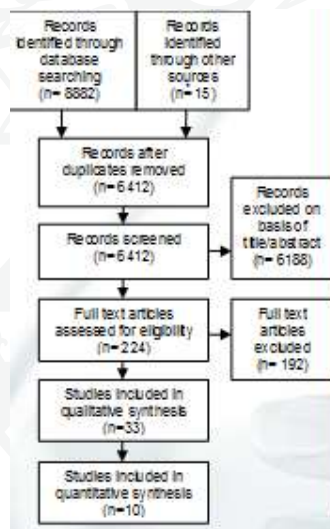 Records
identified through
database
searching
(n= 8882)
Records
identified
through other
sources
(n= 15)
Records after
duplicates removed
(n=6412)
Records screened
(n=6412)
Records
excluded on
basis of
title/abstract
(n= 6188)
Full text articles
assessed for eligibility
(n=224)
Full text
articles
excluded
(n= 192)
Studies included in
qualitative synthesis
(n=33)
Studies included in
quantitative synthesis
(n=10)